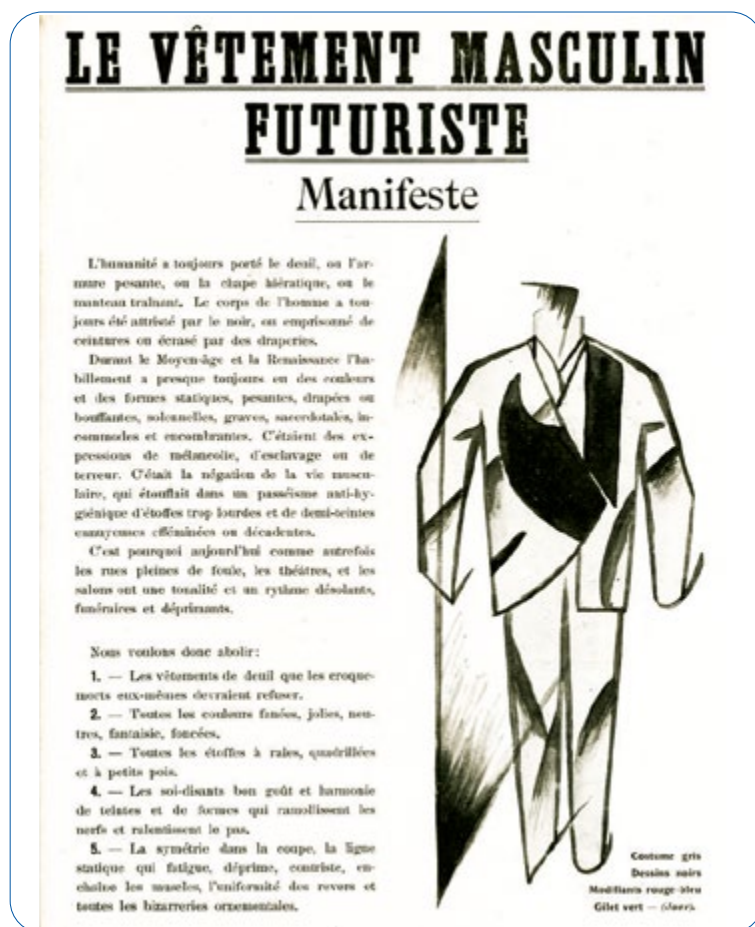 LE VÊTEMENT MASCULIN
FUTURISTE
Manifeste
L'humanité a toujours porté le deuil, ou l'ar-
mure pesante, ou la chape hiératique, ou le
manteau traînant. Le corps de l'homme a tou-
jours été attristé par le noir, ou emprisonné de
ceintures ou écrasé par des draperies.
Durant le Moyen-âge et la Renaissance l'ha-
billement a presque toujours eu des couleurs
et des formes statiques, pesantes, drapées ou
bouffantes, solennelles, graves, sacerdotales, in-
commodes et encombrantes. C'étaient des ex-
pressions de mélancolie, d'esclavage ou de
terreur. C'était la négation de la vie muscu-
laire, qui étouffait dans un passéisme anti-hy-
giénique d'étoffes trop lourdes et de demi-teintes
ennuyeuses efféminées ou décadentes.
C'est pourquoi aujourd'hui comme autrefois
les rues pleines de foule, les théâtres, et les
salons ont une tonalité et un rythme désolants,
funéraires et déprimants.
Nous voulons donc abolir:
1. — Les vêtements de deuil que les croque-
morts eux-mêmes devraient refuser.
2. — Toutes les couleurs fanées, jolies, neu-
tres, fantaisie, foncées.
3. — Toutes les étoffes à raies, quadrillées
et à petits pois.
4. — Les soi-disants bon goût et harmonie
de teintes et de formes qui ramollissent les
nerfs et ralentissent le pas.
5. — La symétrie dans la coupe, la ligne
statique qui fatigue, déprime, contriste, en-
chaîne les muscles, l'uniformité des revers et
toutes les bizarreries ornementales.
Costume gris
Dessins noirs
Modifiants rouge-bleu
Gilet vert —